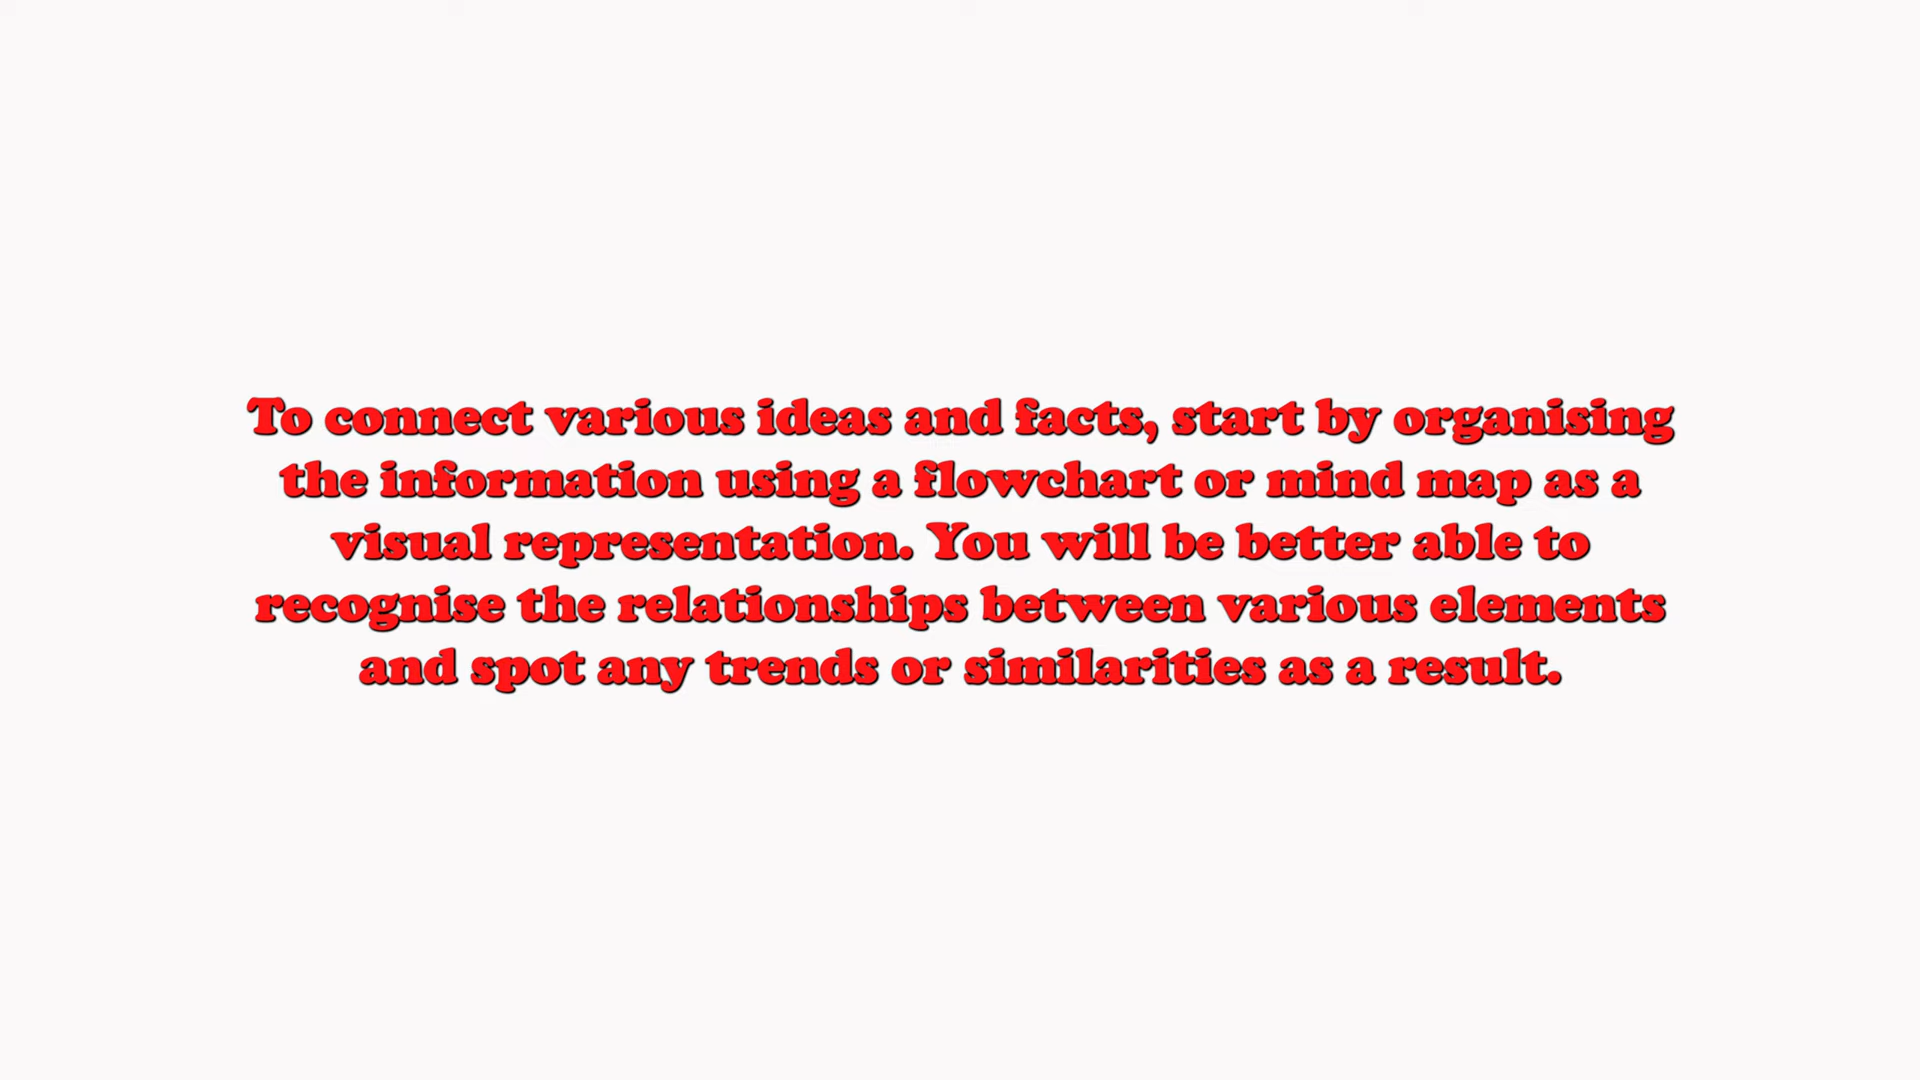 To connect various ideas and facts, start by organising
the information using a flowchart or mind map as a
visual representation. You will be better able to
recognise the relationships between various elements
and spot any trends or similarities as a result.